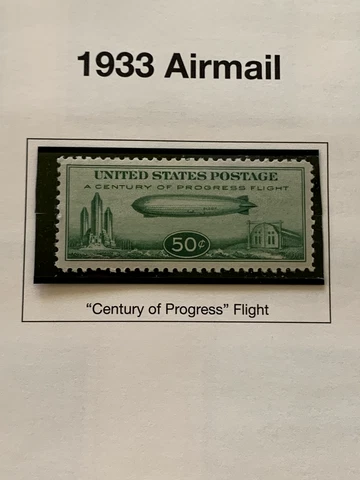 1933 Airmail
UNITED STATES POSTAGE
A CENTURY OF PROGRESS FLIGHT
50¢
“Century of Progress” Flight